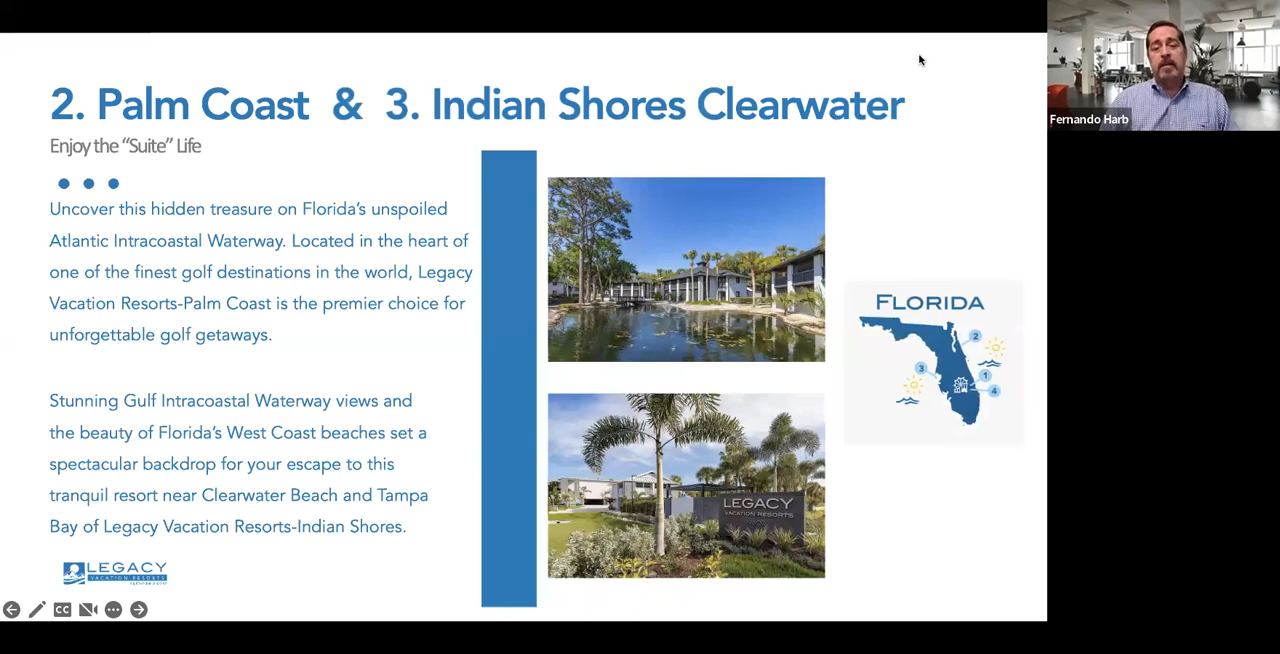 2. Palm Coast & 3. Indian Shores Clearwater
Enjoy the “Suite” Life
Uncover this hidden treasure on Florida’s unspoiled
Atlantic Intracoastal Waterway. Located in the heart of
one of the finest golf destinations in the world, Legacy
Vacation Resorts-Palm Coast is the premier choice for
unforgettable golf getaways.
Stunning Gulf Intracoastal Waterway views and
the beauty of Florida’s West Coast beaches set a
spectacular backdrop for your escape to this
tranquil resort near Clearwater Beach and Tampa
Bay of Legacy Vacation Resorts-Indian Shores.
LEGACY
VACATION RESORTS
CC
LEGACY
VACATION RESORTS
FLORIDA
2
3
1
4
Fernando Harb